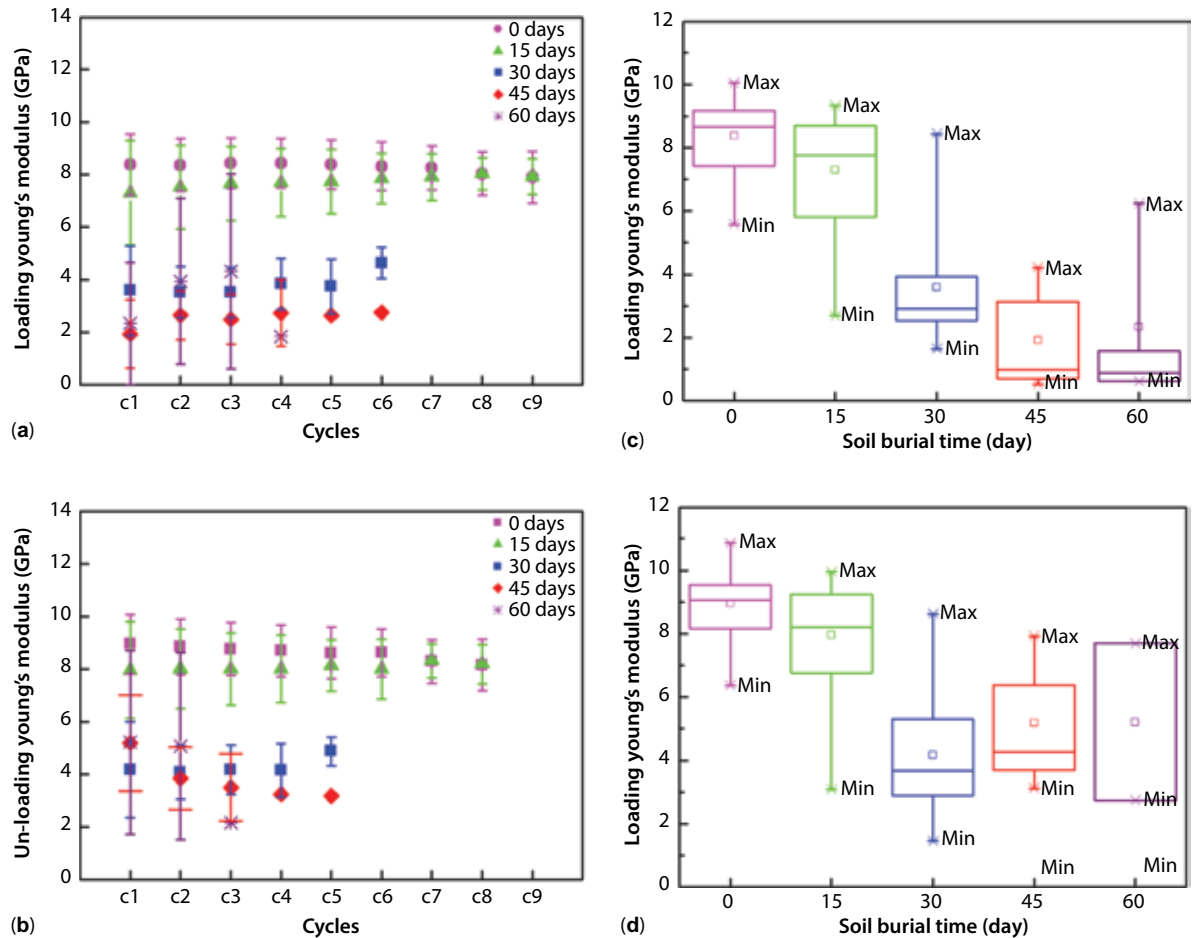 14
12
10
8
6
4
2
0
Loading young's modulus (GPa)
0 days
15 days
30 days
45 days
60 days
c1 c2 c3 c4 c5 c6 c7 c8 c9
Cycles
(a)
12
10
8
6
4
2
0
Loading young's modulus (GPa)
Max
Min
Max
Min
Max
Min
Max
Min
Max
Min
0 15 30 45 60
Soil burial time (day)
(c)
14
12
10
8
6
4
2
0
Un-loading young's modulus (GPa)
0 days
15 days
30 days
45 days
60 days
c1 c2 c3 c4 c5 c6 c7 c8 c9
Cycles
(b)
12
10
8
6
4
2
0
Loading young's modulus (GPa)
Max
Min
Max
Min
Max
Min
Max
Min
Min
Max
Min
Min
0 15 30 45 60
Soil burial time (day)
(d)